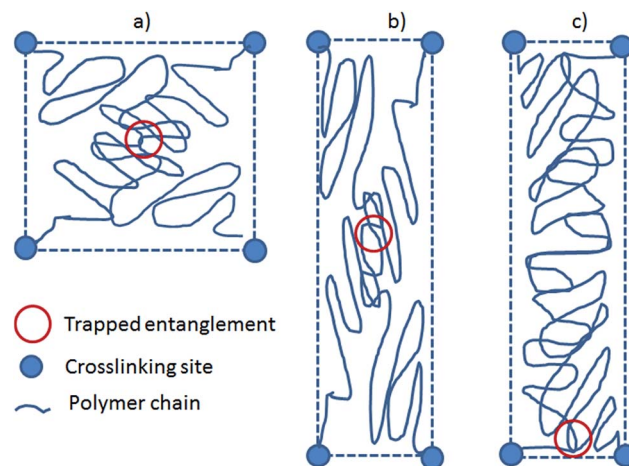 a)
b)
c)
Trapped entanglement
Crosslinking site
Polymer chain